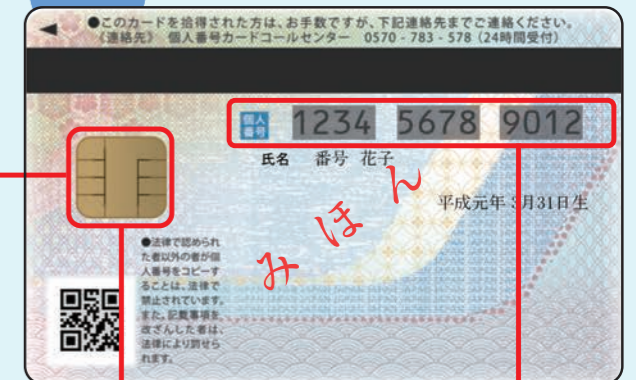 ●このカードを拾得された方は、お手数ですが、下記連絡先までご連絡ください。
《連絡先》 個人番号カードコールセンター 0570-783-578（24時間受付）
個人番号 1234 5678 9012
氏名 番号 花子
平成元年 3月31日生
みほん
●法律で認められ
た者以外の者が個
人番号をコピーす
ることは、法律で
禁止されています。
また、記載事項を
改ざんした者は、
法律により罰せら
れます。